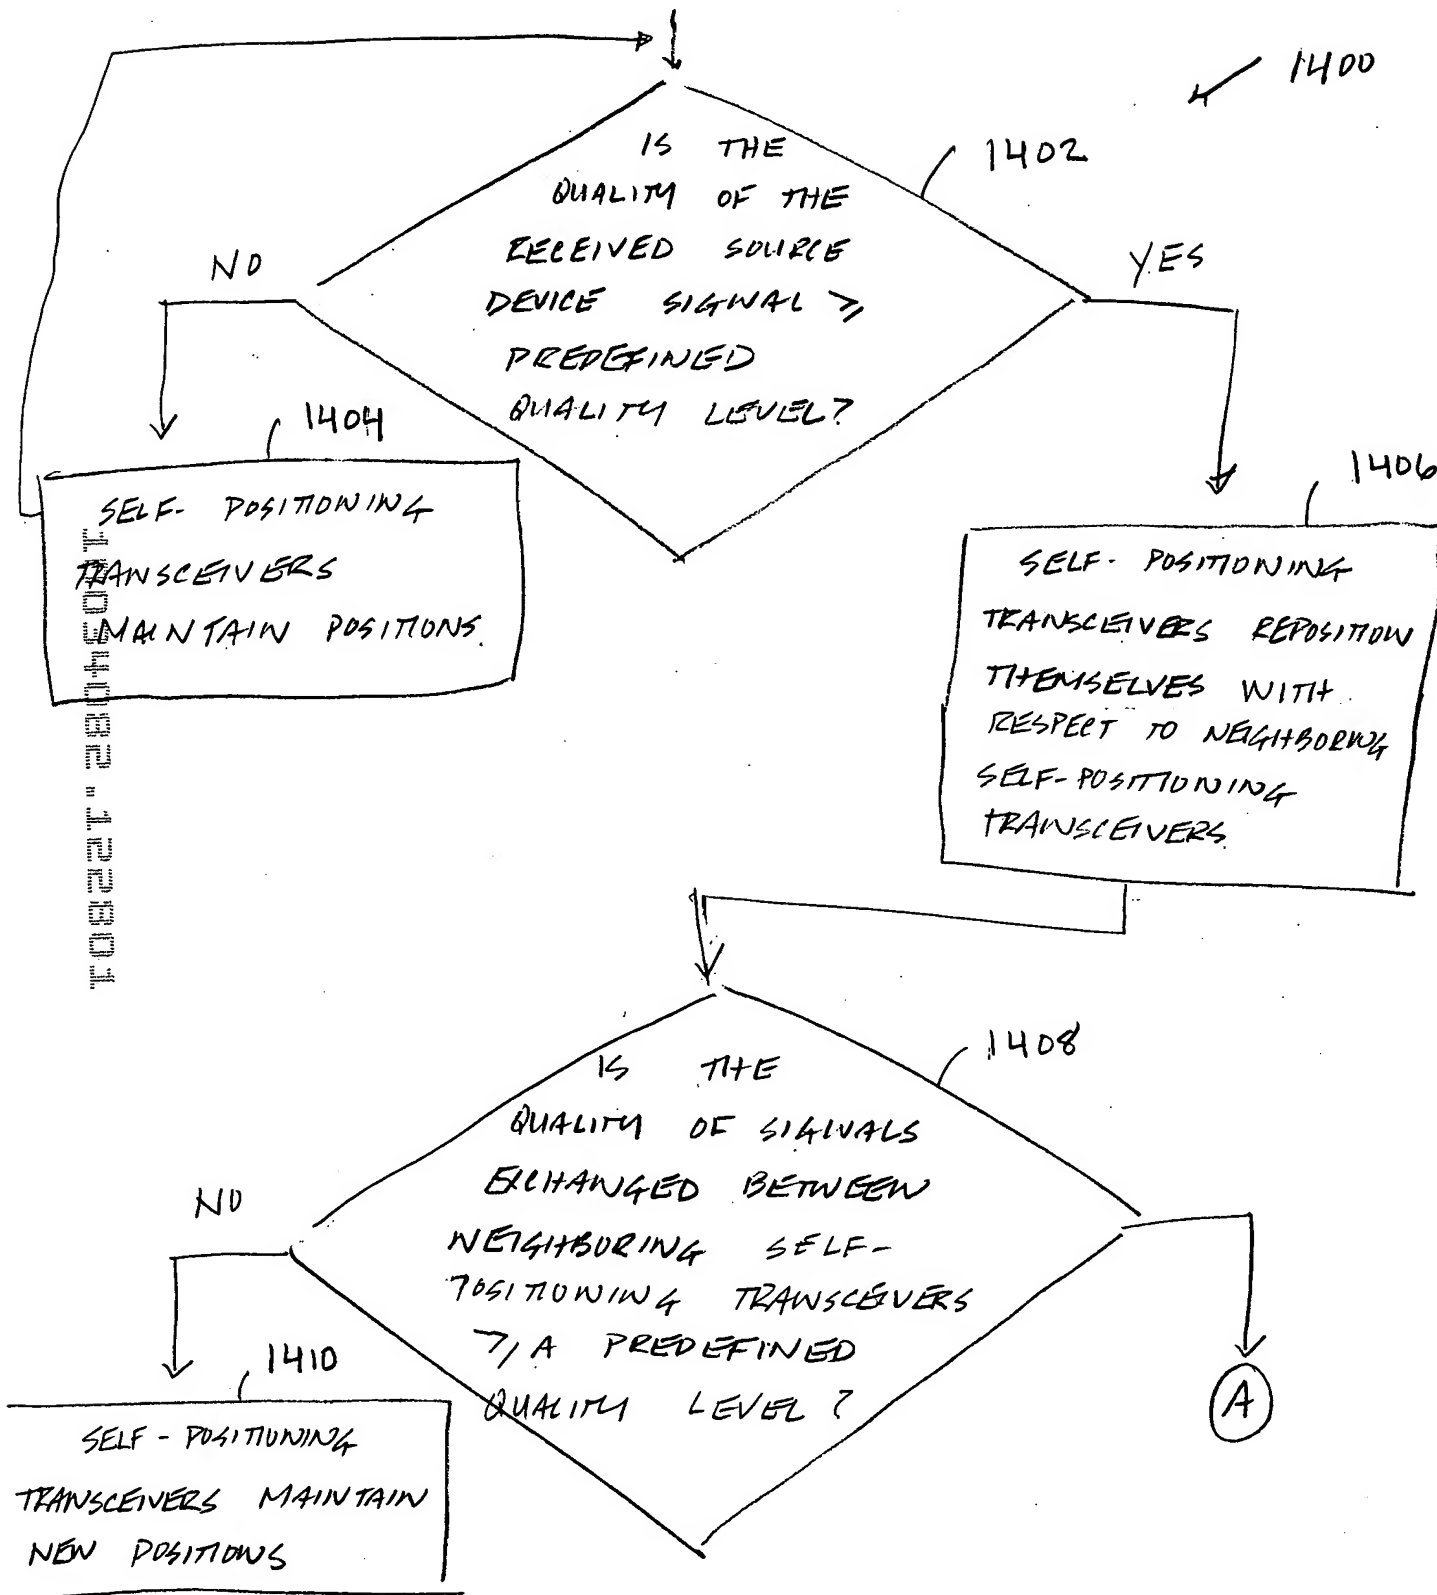 1400
IS THE
QUALITY OF THE
RECEIVED SOURCE
DEVICE SIGNAL ≥
PREDEFINED
QUALITY LEVEL?
1402
NO
YES
1404
SELF- POSITIONING
TRANSCEIVERS
MAINTAIN POSITIONS.
1406
SELF- POSITIONING
TRANSCEIVERS REPOSITION
THEMSELVES WITH
RESPECT TO NEIGHBORING
SELF-POSITIONING
TRANSCEIVERS.
10034082.122801
1408
IS THE
QUALITY OF SIGNALS
EXCHANGED BETWEEN
NEIGHBORING SELF-
POSITIONING TRANSCEIVERS
≥ A PREDEFINED
QUALITY LEVEL?
NO
A
1410
SELF - POSITIONING
TRANSCEIVERS MAINTAIN
NEW POSITIONS